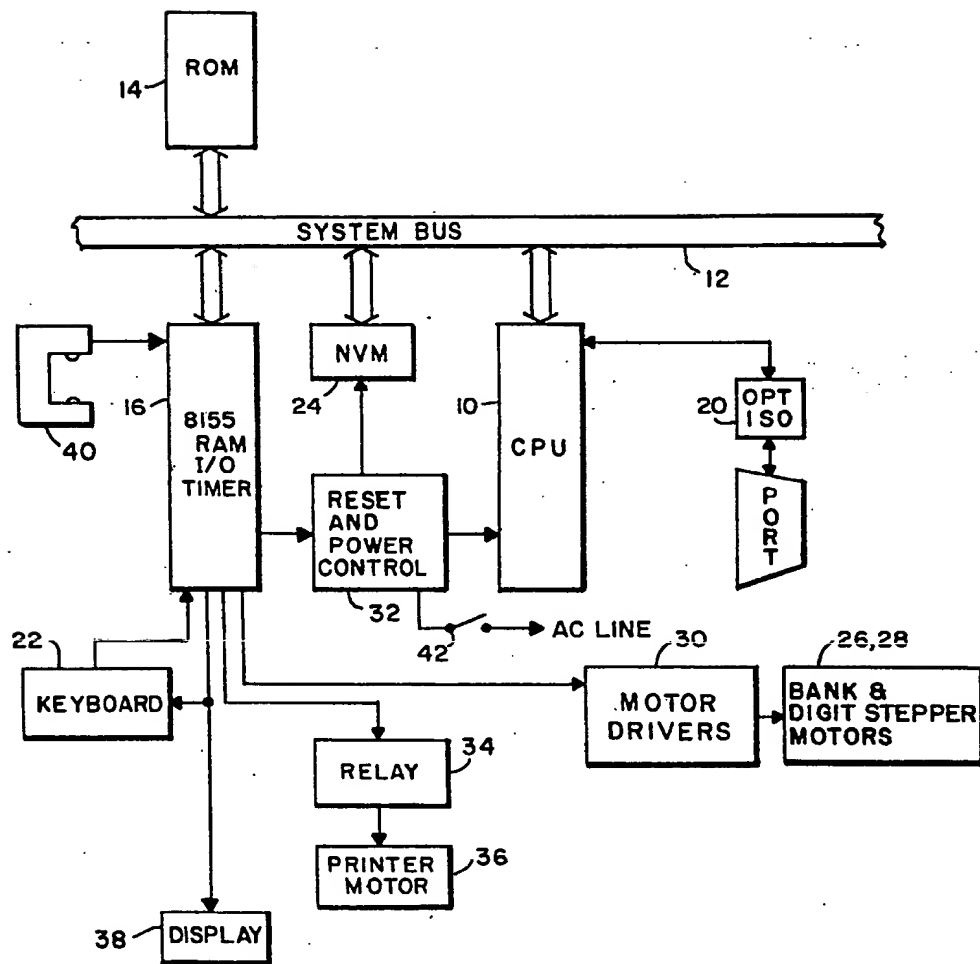 ROM
14
SYSTEM BUS
12
40
16
8155
RAM
I/O
TIMER
NVM
24
10
CPU
20
OPT
ISO
PORT
RESET
AND
POWER
CONTROL
32
42
AC LINE
22
KEYBOARD
30
MOTOR
DRIVERS
26,28
BANK &
DIGIT STEPPER
MOTORS
34
RELAY
36
PRINTER
MOTOR
38
DISPLAY